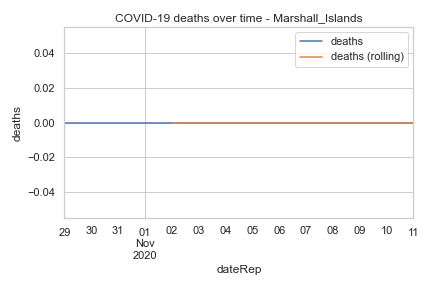 COVID-19 deaths over time - Marshall_Islands
deaths
deaths (rolling)
0.04
0.02
0.00
−0.02
−0.04
deaths
29 30 31 01 02 03 04 05 06 07 08 09 10 11
Nov
2020
dateRep